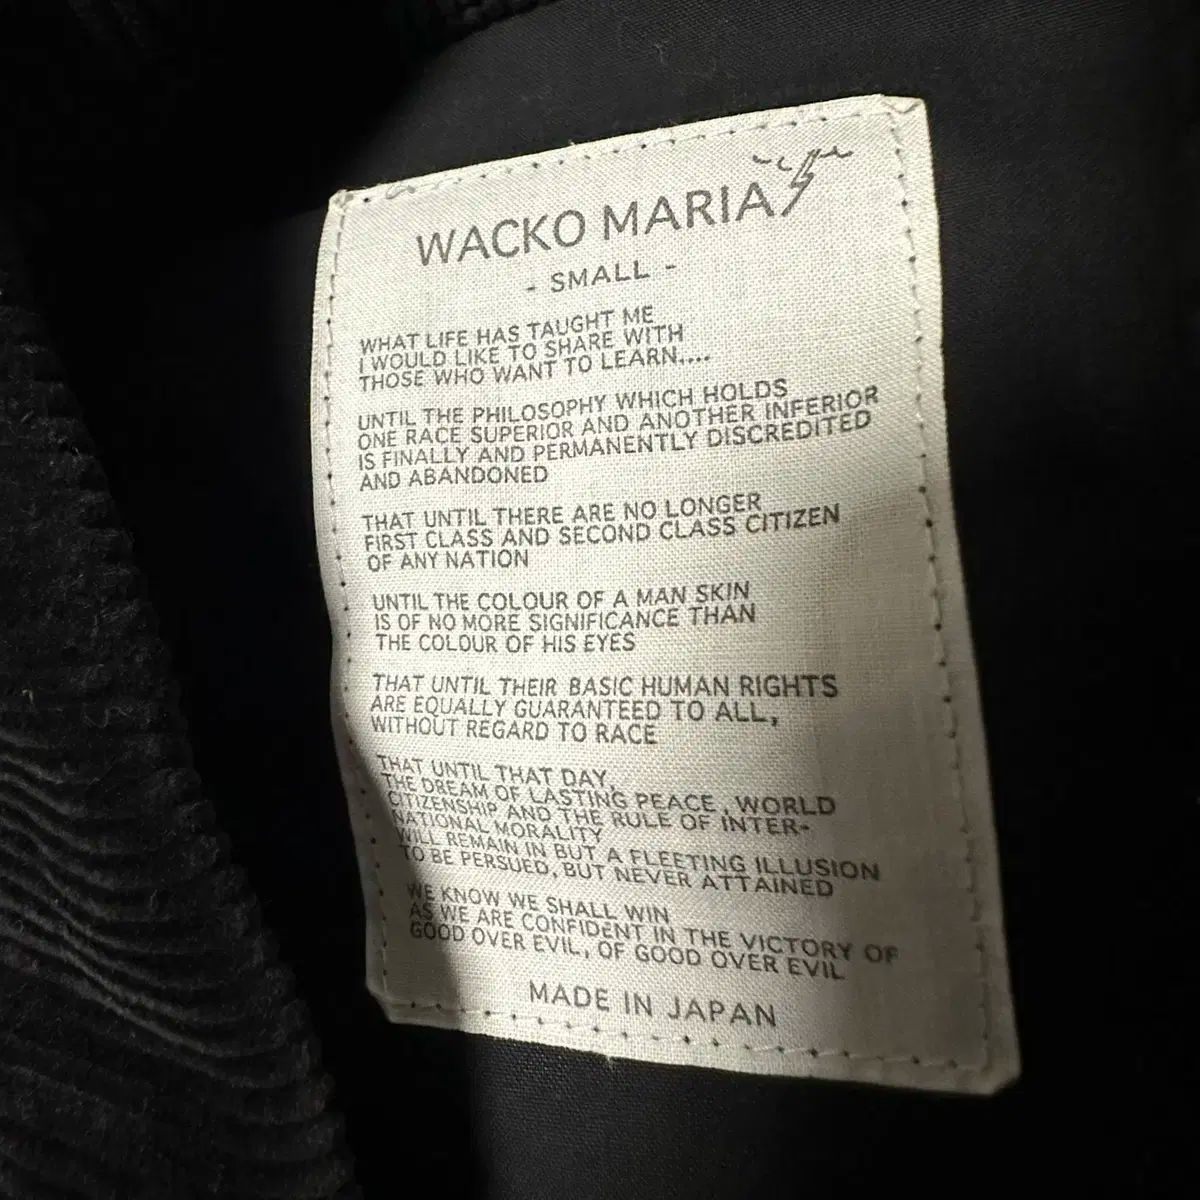 WACKO MARIA
- SMALL -
WHAT LIFE HAS TAUGHT ME
I WOULD LIKE TO SHARE WITH
THOSE WHO WANT TO LEARN....
UNTIL THE PHILOSOPHY WHICH HOLDS
ONE RACE SUPERIOR AND ANOTHER INFERIOR
IS FINALLY AND PERMANENTLY DISCREDITED
AND ABANDONED
THAT UNTIL THERE ARE NO LONGER
FIRST CLASS AND SECOND CLASS CITIZEN
OF ANY NATION
UNTIL THE COLOUR OF A MAN SKIN
IS OF NO MORE SIGNIFICANCE THAN
THE COLOUR OF HIS EYES
THAT UNTIL THEIR BASIC HUMAN RIGHTS
ARE EQUALLY GUARANTEED TO ALL,
WITHOUT REGARD TO RACE
THAT UNTIL THAT DAY,
THE DREAM OF LASTING PEACE, WORLD
CITIZENSHIP AND THE RULE OF INTER-
NATIONAL MORALITY
WILL REMAIN IN BUT A FLEETING ILLUSION
TO BE PERSUED, BUT NEVER ATTAINED
WE KNOW WE SHALL WIN
AS WE ARE CONFIDENT IN THE VICTORY OF
GOOD OVER EVIL, OF GOOD OVER EVIL
MADE IN JAPAN